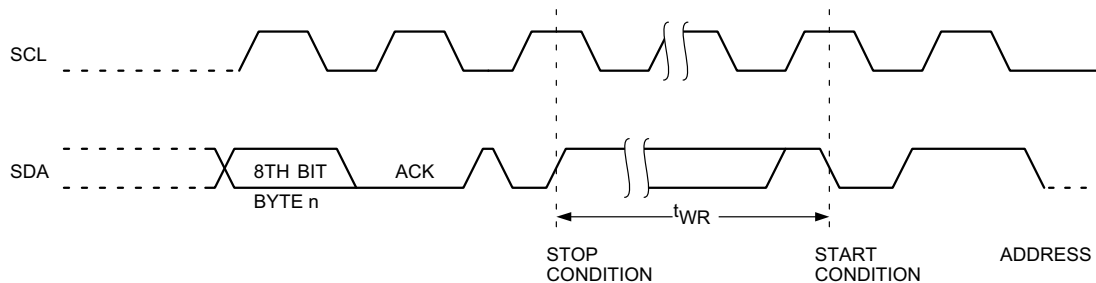 SCL
SDA
8TH BIT
ACK
BYTE n
tWR
STOP
CONDITION
START
CONDITION
ADDRESS